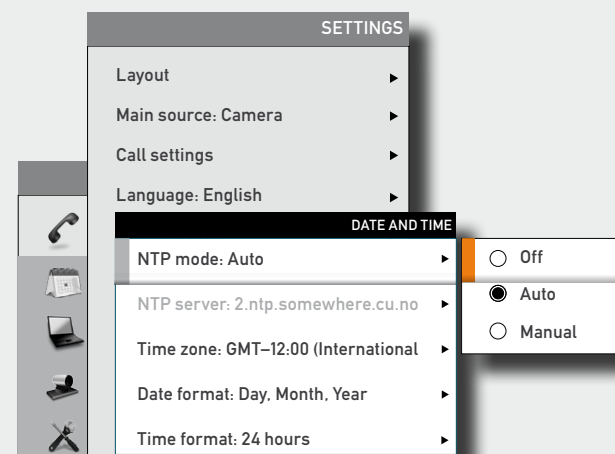 SETTINGS
Layout
Main source: Camera
Call settings
Language: English
DATE AND TIME
NTP mode: Auto
NTP server: 2.ntp.somewhere.cu.no
Time zone: GMT–12:00 (International
Date format: Day, Month, Year
Time format: 24 hours
Off
Auto
Manual